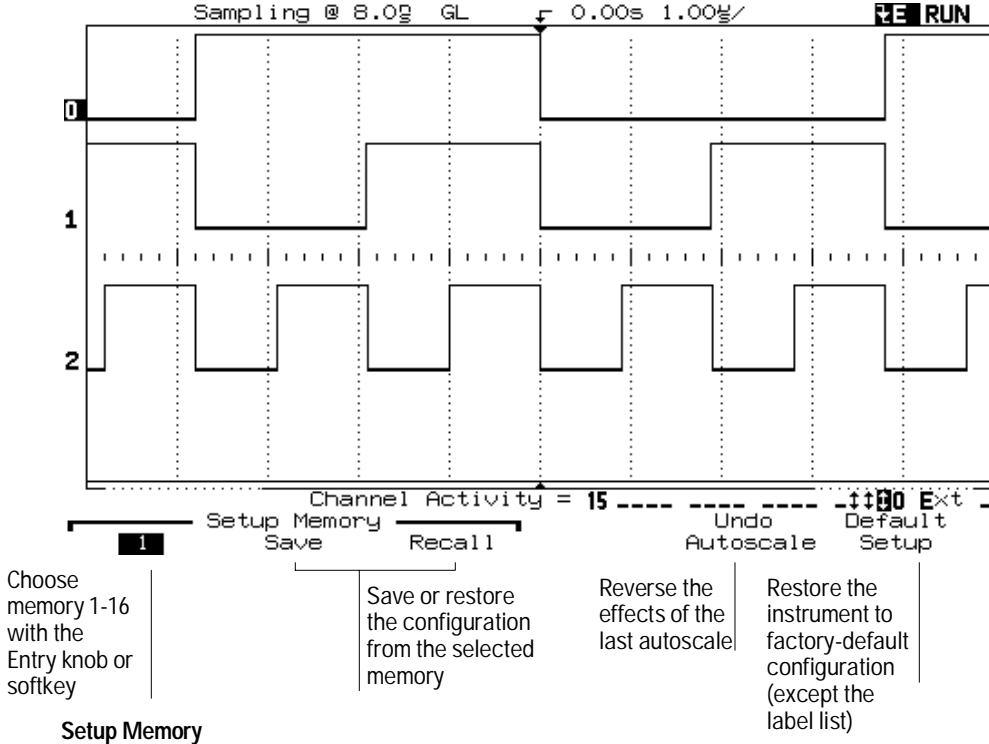 Sampling @ 8.0ns GL 0.00s 1.00us/ RUN
0
1
2
Channel Activity = 15 ---- ---- ---- -↕↕↕0 Ext -
Setup Memory
1 Save Recall
Undo
Autoscale
Default
Setup
Choose
memory 1-16
with the
Entry knob or
softkey
Save or restore
the configuration
from the selected
memory
Reverse the
effects of the
last autoscale
Restore the
instrument to
factory-default
configuration
(except the
label list)
Setup Memory